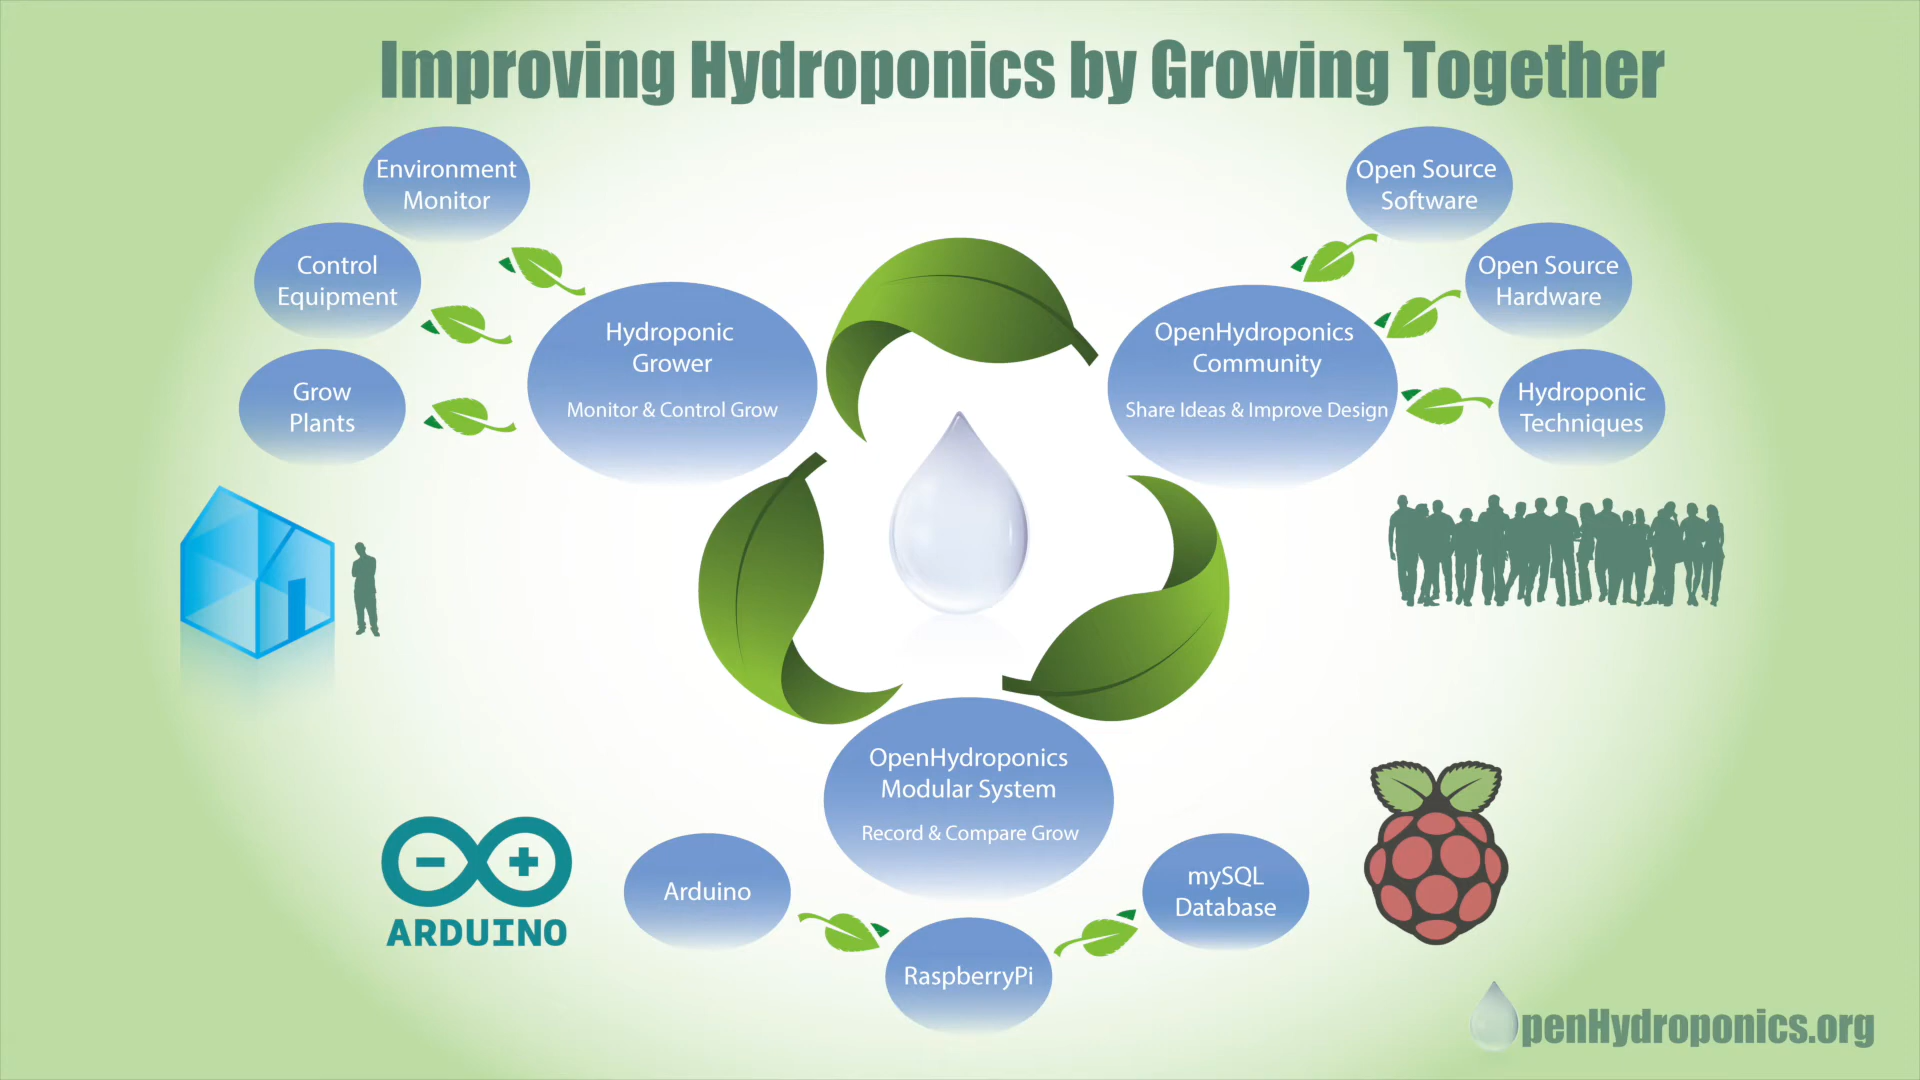 Improving Hydroponics by Growing Together
Environment
Monitor
Control
Equipment
Grow
Plants
Hydroponic
Grower
Monitor & Control Grow
OpenHydroponics
Community
Share Ideas & Improve Design
Open Source
Software
Open Source
Hardware
Hydroponic
Techniques
OpenHydroponics
Modular System
Record & Compare Grow
Arduino
RaspberryPi
mySQL
Database
ARDUINO
penHydroponics.org